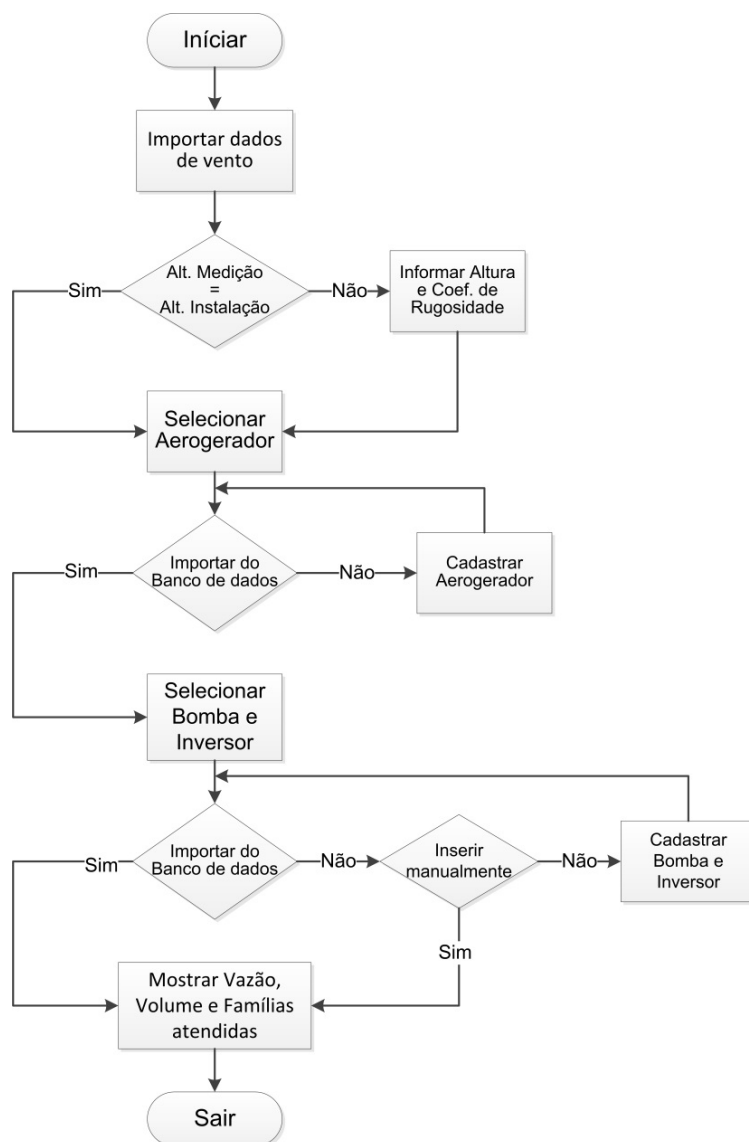 Iníciar
Importar dados
de vento
Alt. Medição
=
Alt. Instalação
Sim
Não
Informar Altura
e Coef. de
Rugosidade
Selecionar
Aerogerador
Importar do
Banco de dados
Sim
Não
Cadastrar
Aerogerador
Selecionar
Bomba e
Inversor
Importar do
Banco de dados
Sim
Não
Inserir
manualmente
Não
Cadastrar
Bomba e
Inversor
Sim
Mostrar Vazão,
Volume e Famílias
atendidas
Sair